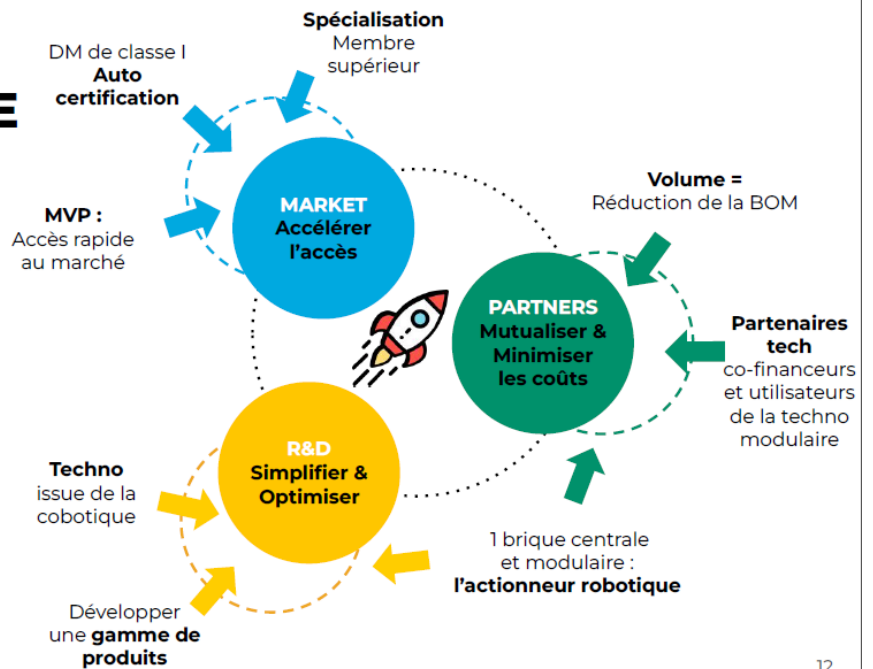 Spécialisation
Membre
supérieur
DM de classe I
Auto
certification
E
MVP :
Accès rapide
au marché
MARKET
Accélérer
l'accès
Volume =
Réduction de la BOM
PARTNERS
Mutualiser &
Minimiser
les coûts
Partenaires
tech
co-financeurs
et utilisateurs
de la techno
modulaire
R&D
Simplifier &
Optimiser
Techno
issue de la
cobotique
1 brique centrale
et modulaire :
l'actionneur robotique
Développer
une gamme de
produits
12